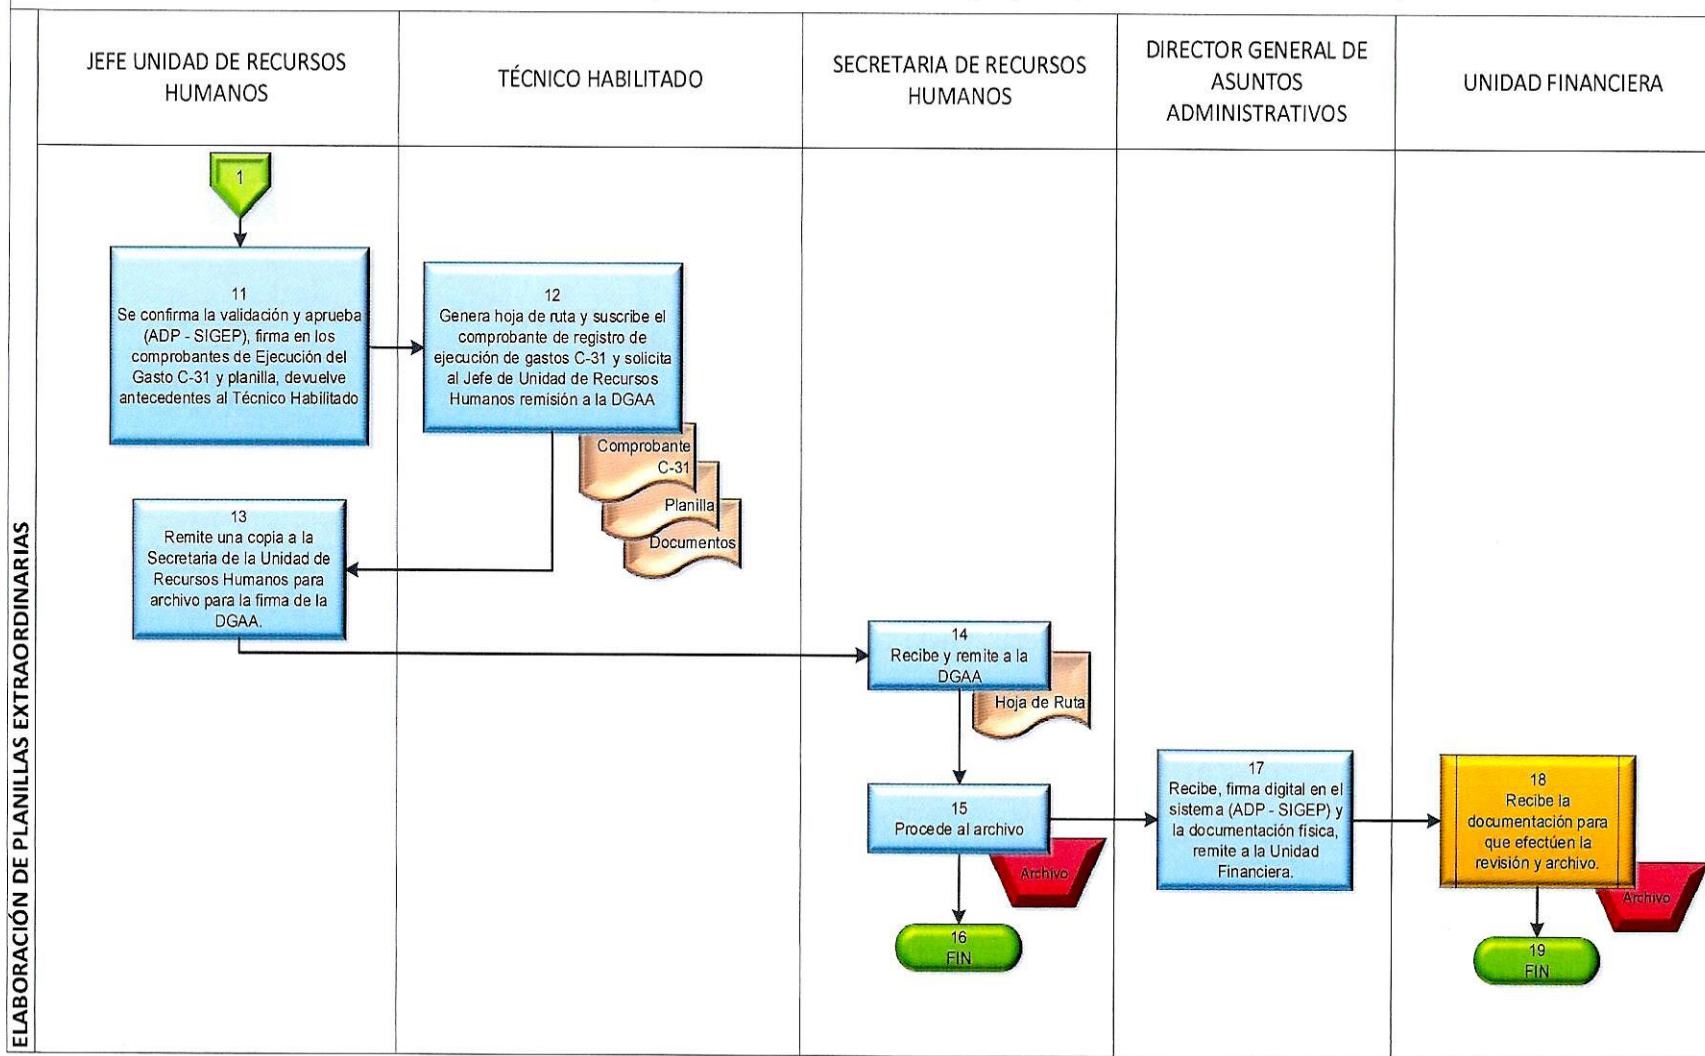 JEFE UNIDAD DE RECURSOS
HUMANOS
TÉCNICO HABILITADO
SECRETARIA DE RECURSOS
HUMANOS
DIRECTOR GENERAL DE
ASUNTOS
ADMINISTRATIVOS
UNIDAD FINANCIERA
ELABORACIÓN DE PLANILLAS EXTRAORDINARIAS
1
11
Se confirma la validación y aprueba
(ADP - SIGEP), firma en los
comprobantes de Ejecución del
Gasto C-31 y planilla, devuelve
antecedentes al Técnico Habilitado
12
Genera hoja de ruta y suscribe el
comprobante de registro de
ejecución de gastos C-31 y solicita
al Jefe de Unidad de Recursos
Humanos remisión a la DGAA
Comprobante
C-31
Planilla
Documentos
13
Remite una copia a la
Secretaria de la Unidad de
Recursos Humanos para
archivo para la firma de la
DGAA.
14
Recibe y remite a la
DGAA
Hoja de Ruta
15
Procede al archivo
Archivo
16
FIN
17
Recibe, firma digital en el
sistema (ADP - SIGEP) y
la documentación física,
remite a la Unidad
Financiera.
18
Recibe la
documentación para
que efectúen la
revisión y archivo.
Archivo
19
FIN